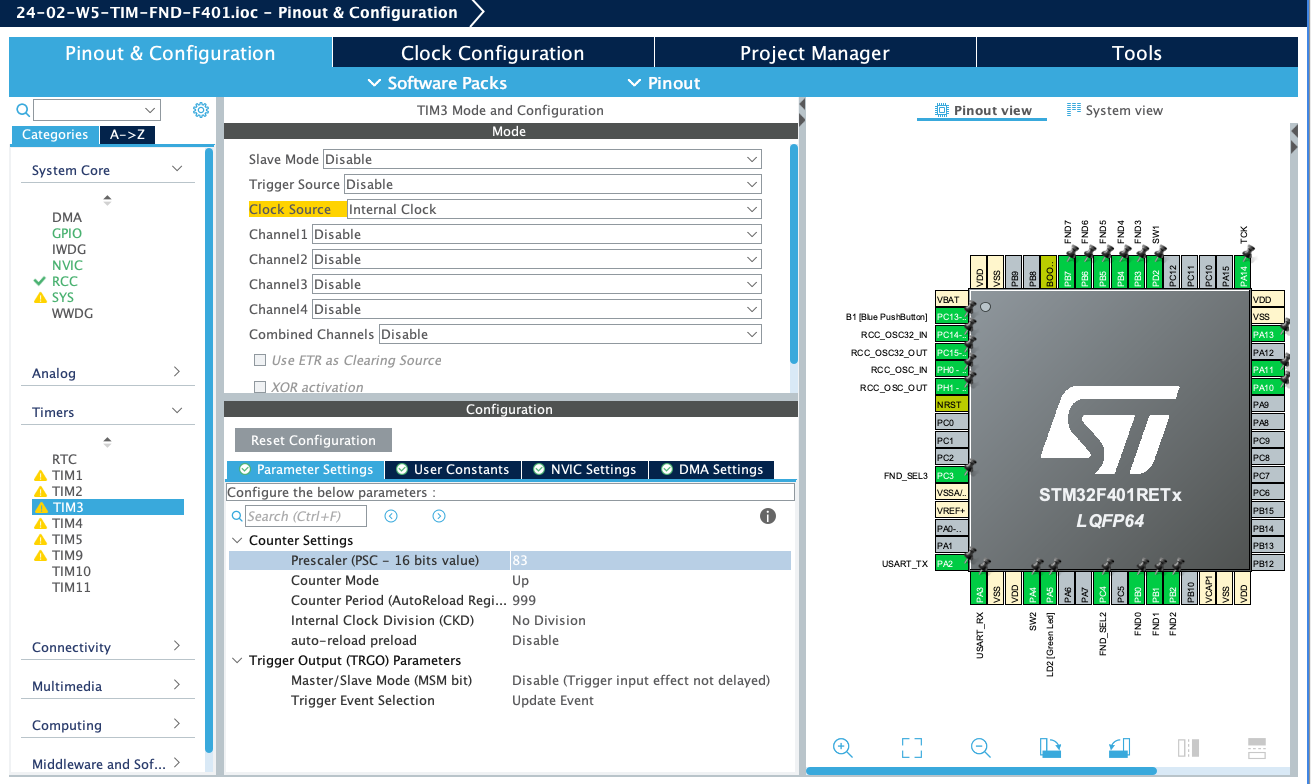 24-02-W5-TIM-FND-F401.ioc – Pinout & Configuration
Pinout & Configuration
Clock Configuration
Project Manager
Tools
Software Packs
Pinout
Categories
A->Z
System Core
DMA
GPIO
IWDG
NVIC
RCC
SYS
WWDG
Analog
Timers
RTC
TIM1
TIM2
TIM3
TIM4
TIM5
TIM9
TIM10
TIM11
Connectivity
Multimedia
Computing
Middleware and Sof...
TIM3 Mode and Configuration
Mode
Slave Mode Disable
Trigger Source Disable
Clock Source Internal Clock
Channel1 Disable
Channel2 Disable
Channel3 Disable
Channel4 Disable
Combined Channels Disable
Use ETR as Clearing Source
XOR activation
Configuration
Reset Configuration
Parameter Settings
User Constants
NVIC Settings
DMA Settings
Configure the below parameters :
Search (Ctrl+F)
Counter Settings
Prescaler (PSC – 16 bits value) 83
Counter Mode Up
Counter Period (AutoReload Regi... 999
Internal Clock Division (CKD) No Division
auto-reload preload Disable
Trigger Output (TRGO) Parameters
Master/Slave Mode (MSM bit) Disable (Trigger input effect not delayed)
Trigger Event Selection Update Event
Pinout view
System view
FND7
FND6
FND5
FND4
FND3
SW1
TCK
VDD
VSS
PB9
PB8
BOO...
PB7
PB6
PB5
PB4
PB3
PD2
PC12
PC11
PC10
PA15
PA14
VBAT
B1 [Blue PushButton] PC13-..
RCC_OSC32_IN PC14-..
RCC_OSC32_OUT PC15-..
RCC_OSC_IN PH0 -..
RCC_OSC_OUT PH1 -..
NRST
PC0
PC1
PC2
FND_SEL3 PC3
VSSA/..
VREF+
PA0-..
PA1
USART_TX PA2
STM32F401RETx
LQFP64
VDD
VSS
PA13
PA12
PA11
PA10
PA9
PA8
PC9
PC8
PC7
PC6
PB15
PB14
PB13
PB12
PA3
VSS
VDD
PA4
PA5
PA6
PA7
PC4
PC5
PB0
PB1
PB2
PB10
VCAP1
VSS
VDD
USART_RX
SW2
LD2 [Green Led]
FND_SEL2
FND0
FND1
FND2